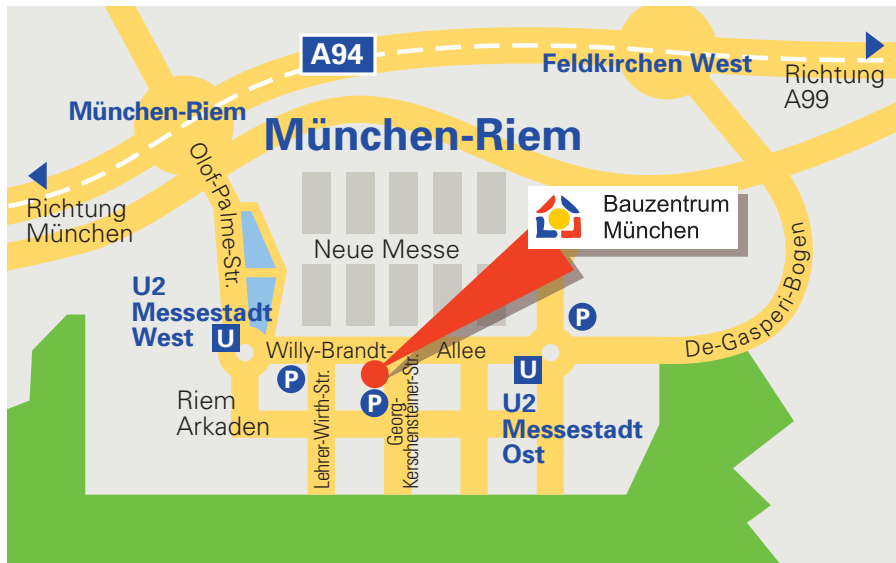 A94
Feldkirchen West
Richtung
A99
München-Riem
München-Riem
Olof-Palme-Str.
Richtung
München
Bauzentrum
München
Neue Messe
De-Gasperi-Bogen
U2
Messestadt
West
U
P
Willy-Brandt-
Allee
P
U
P
Riem
Arkaden
Lehrer-Wirth-Str.
Georg-
Kerschensteiner-Str.
U2
Messestadt
Ost